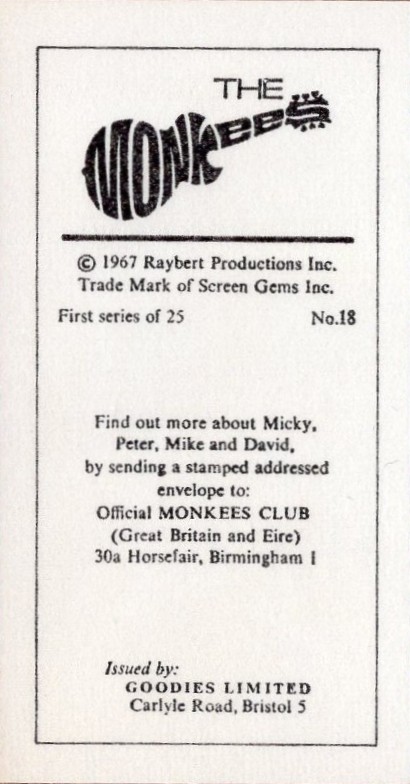 THE
MONKEES
© 1967 Raybert Productions Inc.
Trade Mark of Screen Gems Inc.
First series of 25 No.18
Find out more about Micky,
Peter, Mike and David,
by sending a stamped addressed
envelope to:
Official MONKEES CLUB
(Great Britain and Eire)
30a Horsefair, Birmingham 1
Issued by:
GOODIES LIMITED
Carlyle Road, Bristol 5